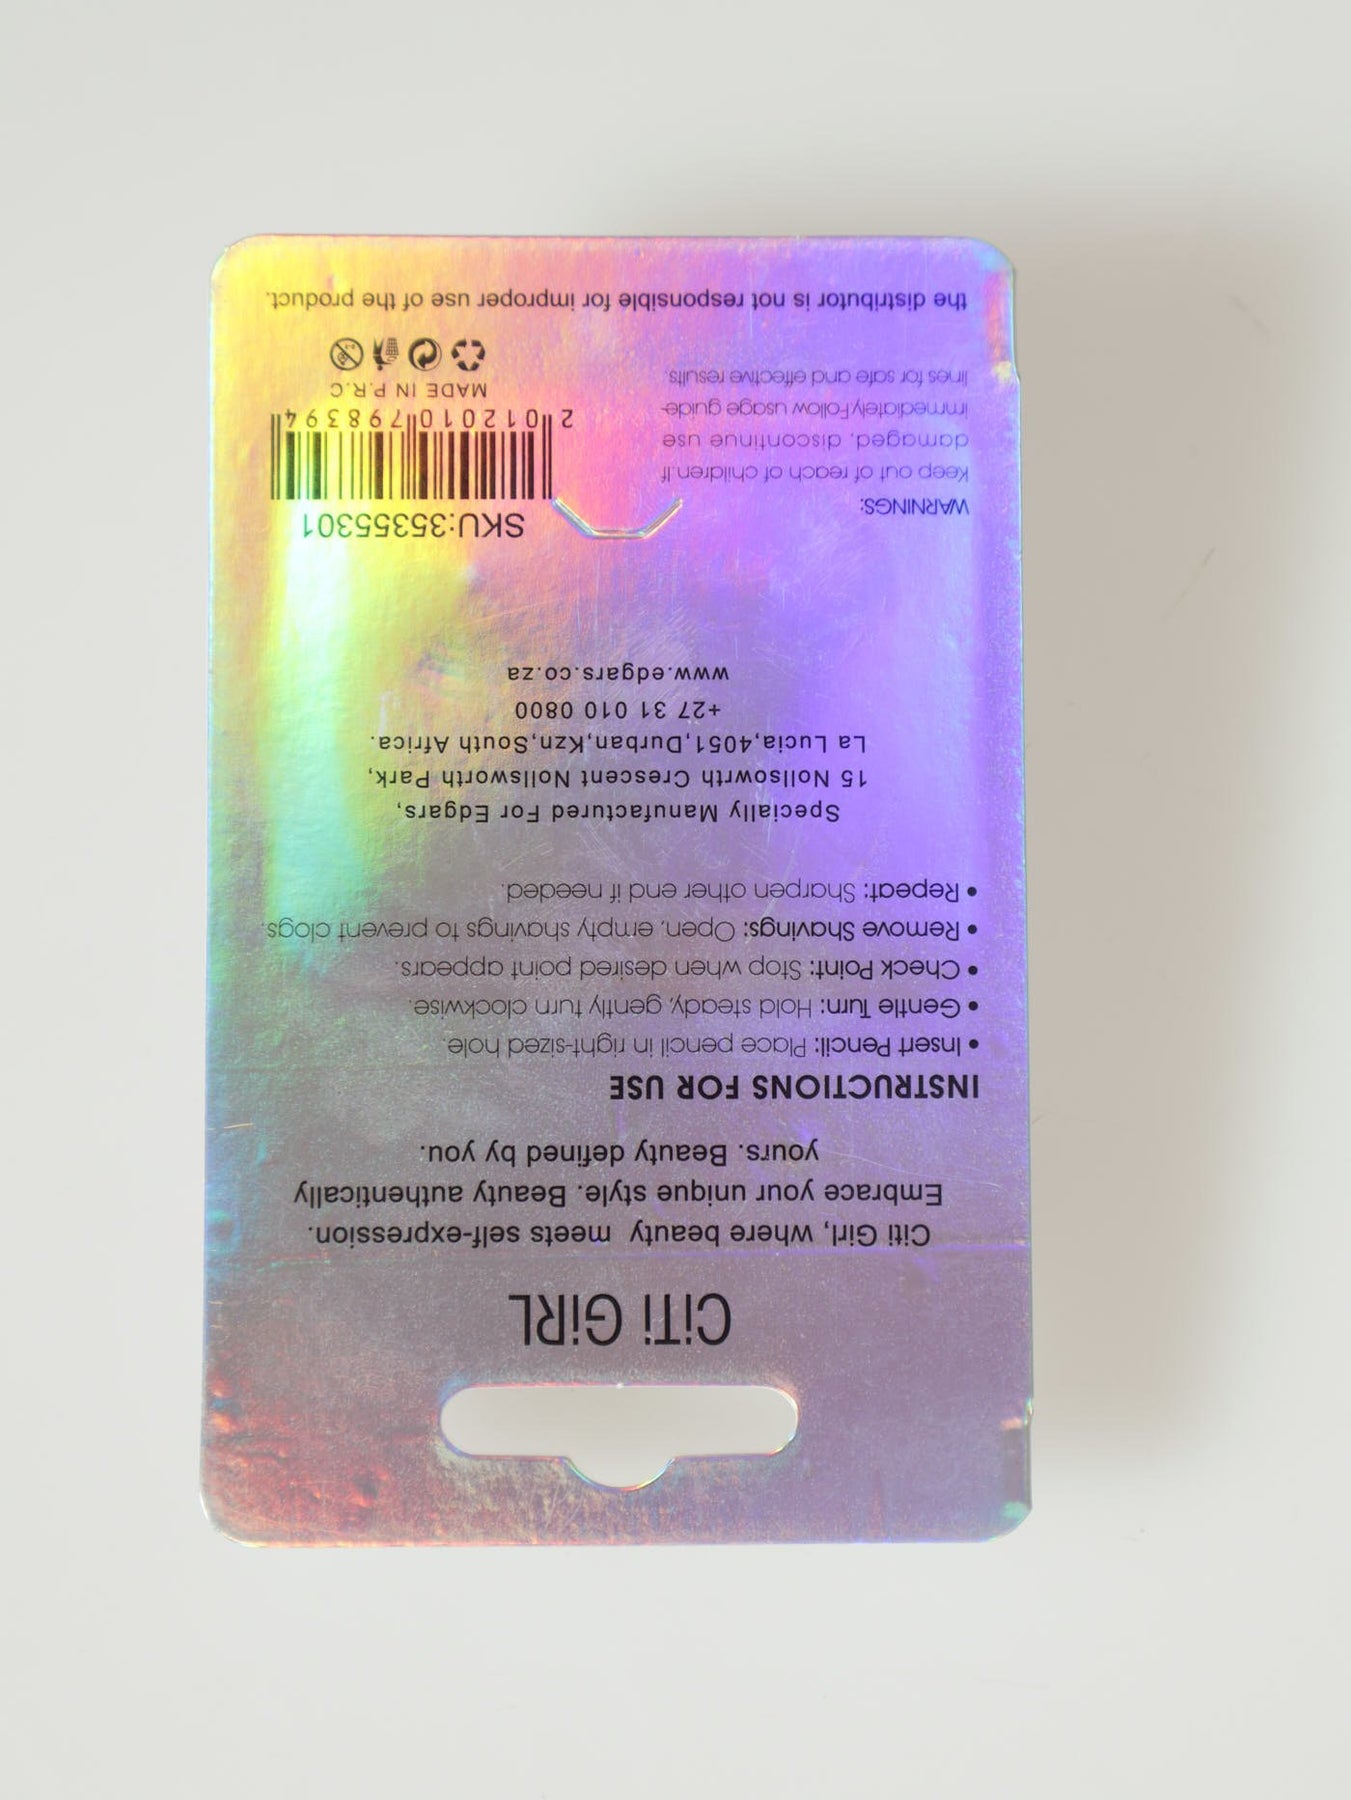 CiTi GiRL
Citi Girl, where beauty meets self-expression.
Embrace your unique style. Beauty authentically
yours. Beauty defined by you.
INSTRUCTIONS FOR USE
• Insert Pencil: Place pencil in right-sized hole.
• Gentle Turn: Hold steady, gently turn clockwise.
• Check Point: Stop when desired point appears.
• Remove Shavings: Open, empty shavings to prevent clogs.
• Repeat: Sharpen other end if needed.
Specially Manufactured For Edgars,
15 Nollsowrth Crescent Nollsworth Park,
La Lucia,4051,Durban,Kzn,South Africa.
+27 31 010 0800
www.edgars.co.za
WARNINGS:
Keep out of reach of children.If
damaged, discontinue use
immediately.Follow usage guide-
lines for safe and effective results.
SKU:35355301
2 012010 798394
MADE IN P.R.C
the distributor is not responsible for improper use of the product.